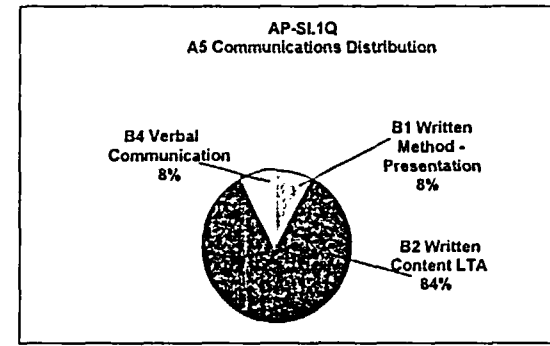 AP-SL1Q
A5 Communications Distribution
B4 Verbal
Communication
8%
B1 Written
Method -
Presentation
8%
B2 Written
Content LTA
84%